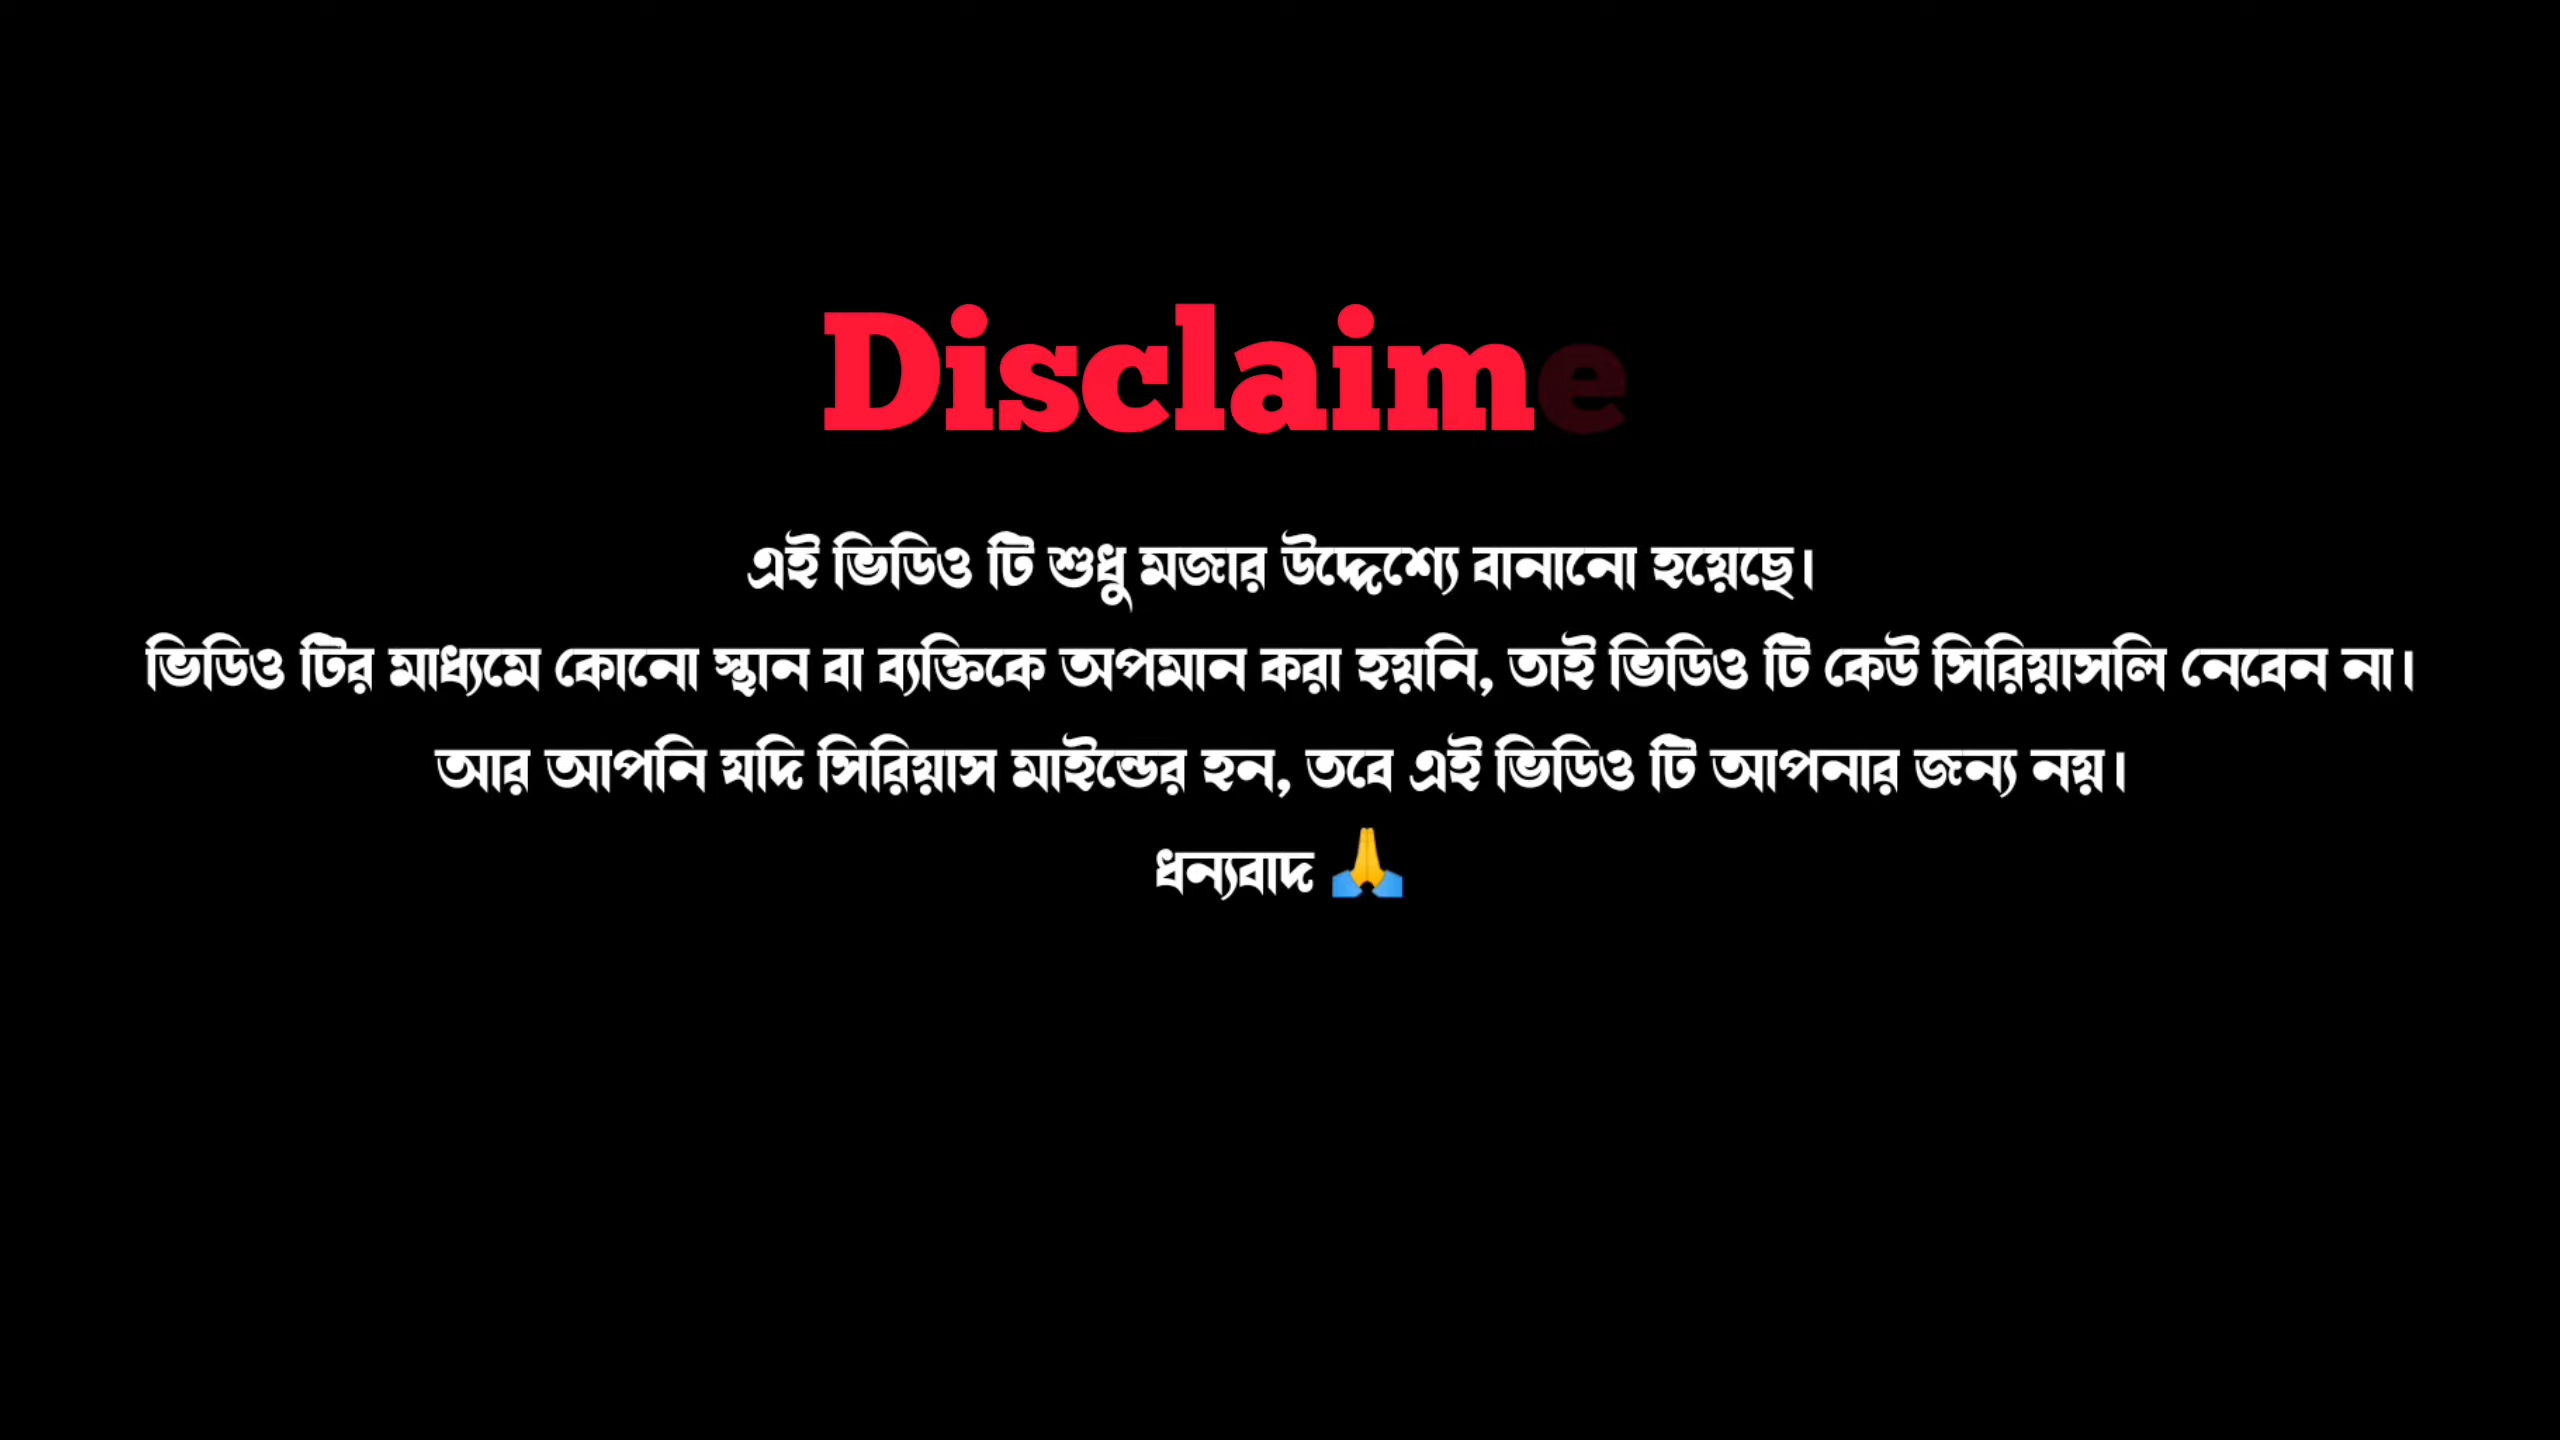 Disclaime
এই ভিডিও টি শুধু মজার উদ্দেশ্যে বানানো হয়েছে।
ভিডিও টির মাধ্যমে কোনো স্থান বা ব্যক্তিকে অপমান করা হয়নি, তাই ভিডিও টি কেউ সিরিয়াসলি নেবেন না।
আর আপনি যদি সিরিয়াস মাইন্ডের হন, তবে এই ভিডিও টি আপনার জন্য নয়।
ধন্যবাদ 🙏